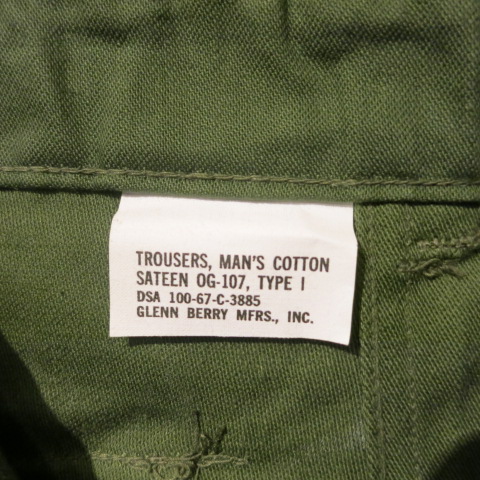 TROUSERS, MAN'S COTTON
SATEEN OG-107, TYPE I
DSA 100-67-C-3885
GLENN BERRY MFRS., INC.